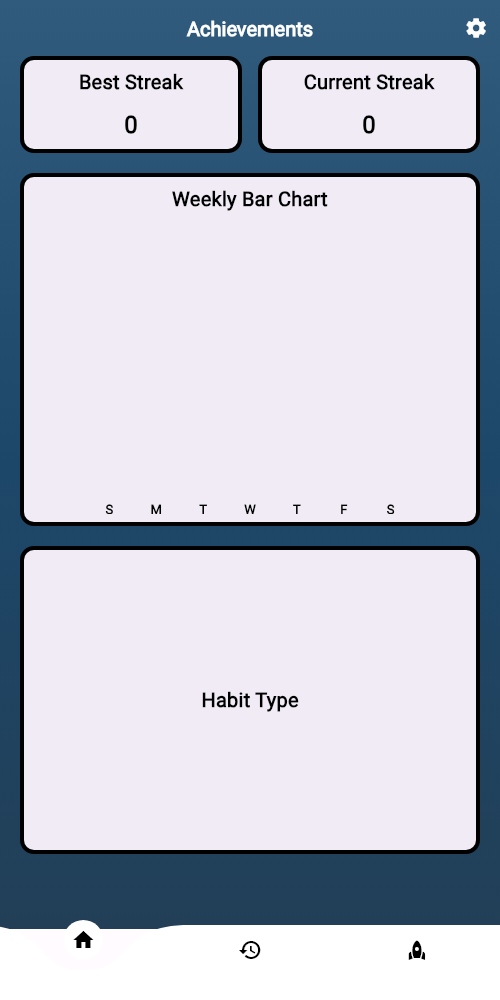 Achievements
Best Streak
Current Streak
0
0
Weekly Bar Chart
S M T W T F S
Habit Type